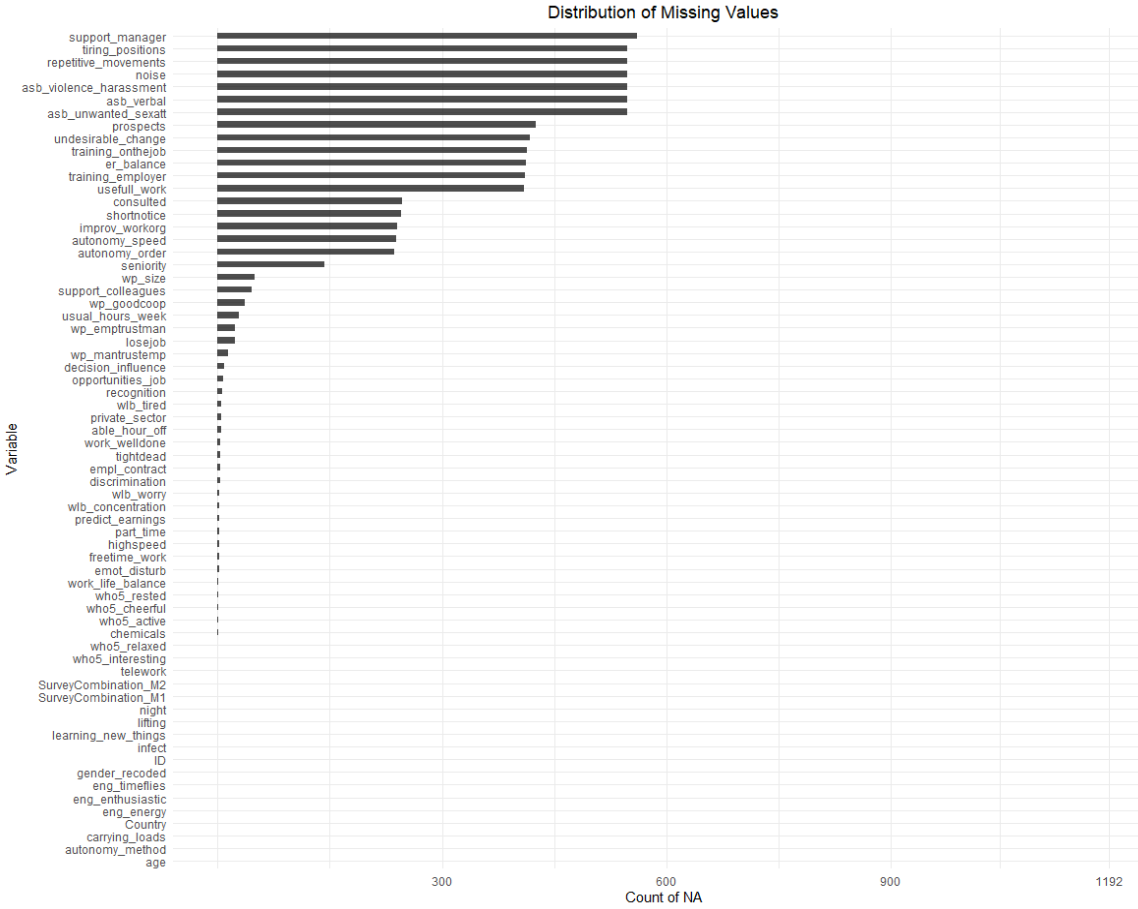 Distribution of Missing Values
support_manager
tiring_positions
repetitive_movements
noise
asb_violence_harassment
asb_verbal
asb_unwanted_sexatt
prospects
undesirable_change
training_onthejob
er_balance
training_employer
usefull_work
consulted
shortnotice
improv_workorg
autonomy_speed
autonomy_order
seniority
wp_size
support_colleagues
wp_goodcoop
usual_hours_week
wp_emptrustman
losejob
wp_mantrustemp
decision_influence
opportunities_job
recognition
wlb_tired
private_sector
able_hour_off
work_welldone
tightdead
empl_contract
discrimination
wlb_worry
wlb_concentration
predict_earnings
part_time
highspeed
freetime_work
emot_disturb
work_life_balance
who5_rested
who5_cheerful
who5_active
chemicals
who5_relaxed
who5_interesting
telework
SurveyCombination_M2
SurveyCombination_M1
night
lifting
learning_new_things
infect
ID
gender_recoded
eng_timeflies
eng_enthusiastic
eng_energy
Country
carrying_loads
autonomy_method
age
Variable
300 600 900 1192
Count of NA